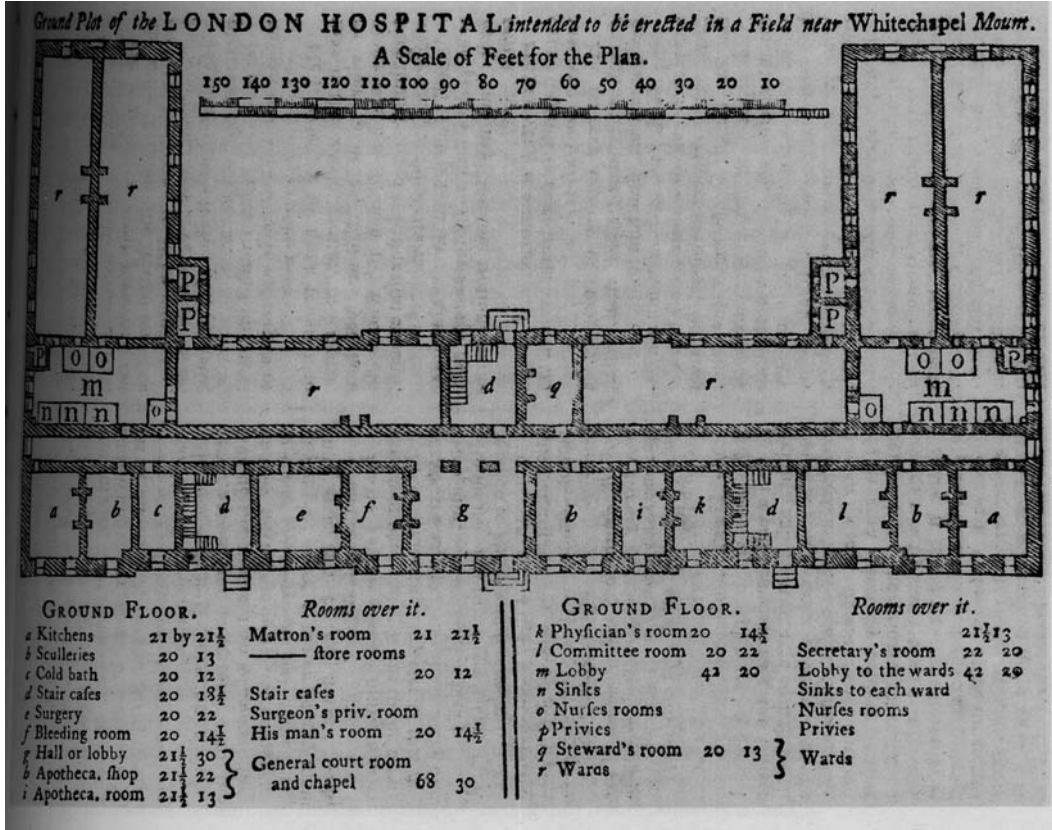 Ground Plot of the LONDON HOSPITAL intended to be erected in a Field near Whitechapel Mount.
A Scale of Feet for the Plan.
150 140 130 120 110 100 90 80 70 60 50 40 30 20 10
r r r r
P P
P P
P O O r d q r O O P
m m
n n n o o n n n
a b c d e f g h i k d l b a
GROUND FLOOR.
a Kitchens 21 by 21½
b Sculleries 20 13
c Cold bath 20 12
d Stair caſes 20 18½
e Surgery 20 22
f Bleeding room 20 14½
g Hall or lobby 21½ 30
h Apotheca. ſhop 21½ 22
i Apotheca. room 21½ 13
Rooms over it.
Matron's room 21 21½
—— ſtore rooms
20 12
Stair caſes
Surgeon's priv. room
His man's room 20 14½
General court room
and chapel 68 30
GROUND FLOOR.
k Phyſician's room 20 14½
l Committee room 20 22
m Lobby 42 20
n Sinks
o Nurſes rooms
p Privies
q Steward's room 20 13
r Wards
Rooms over it.
21½ 13
Secretary's room 22 20
Lobby to the wards 42 20
Sinks to each ward
Nurſes rooms
Privies
Wards